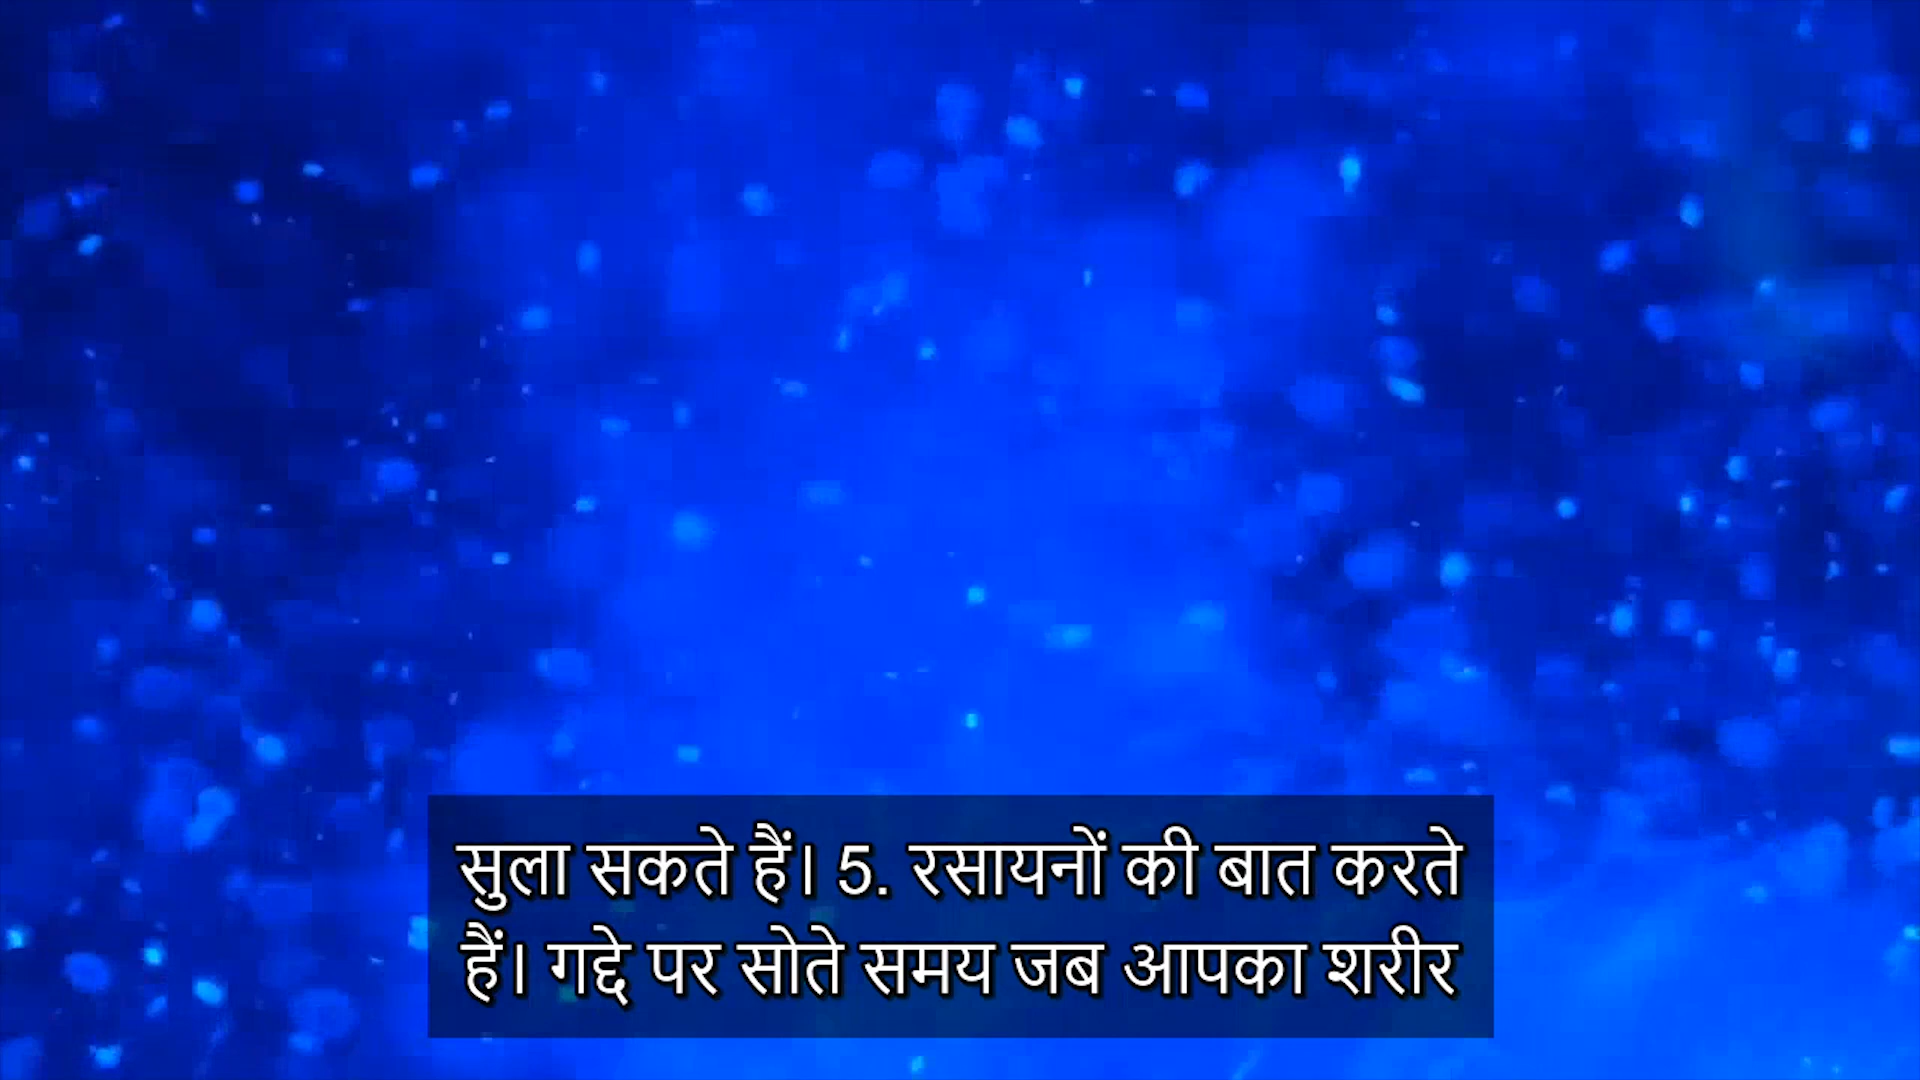 सुला सकते हैं। 5. रसायनों की बात करते
हैं। गद्दे पर सोते समय जब आपका शरीर